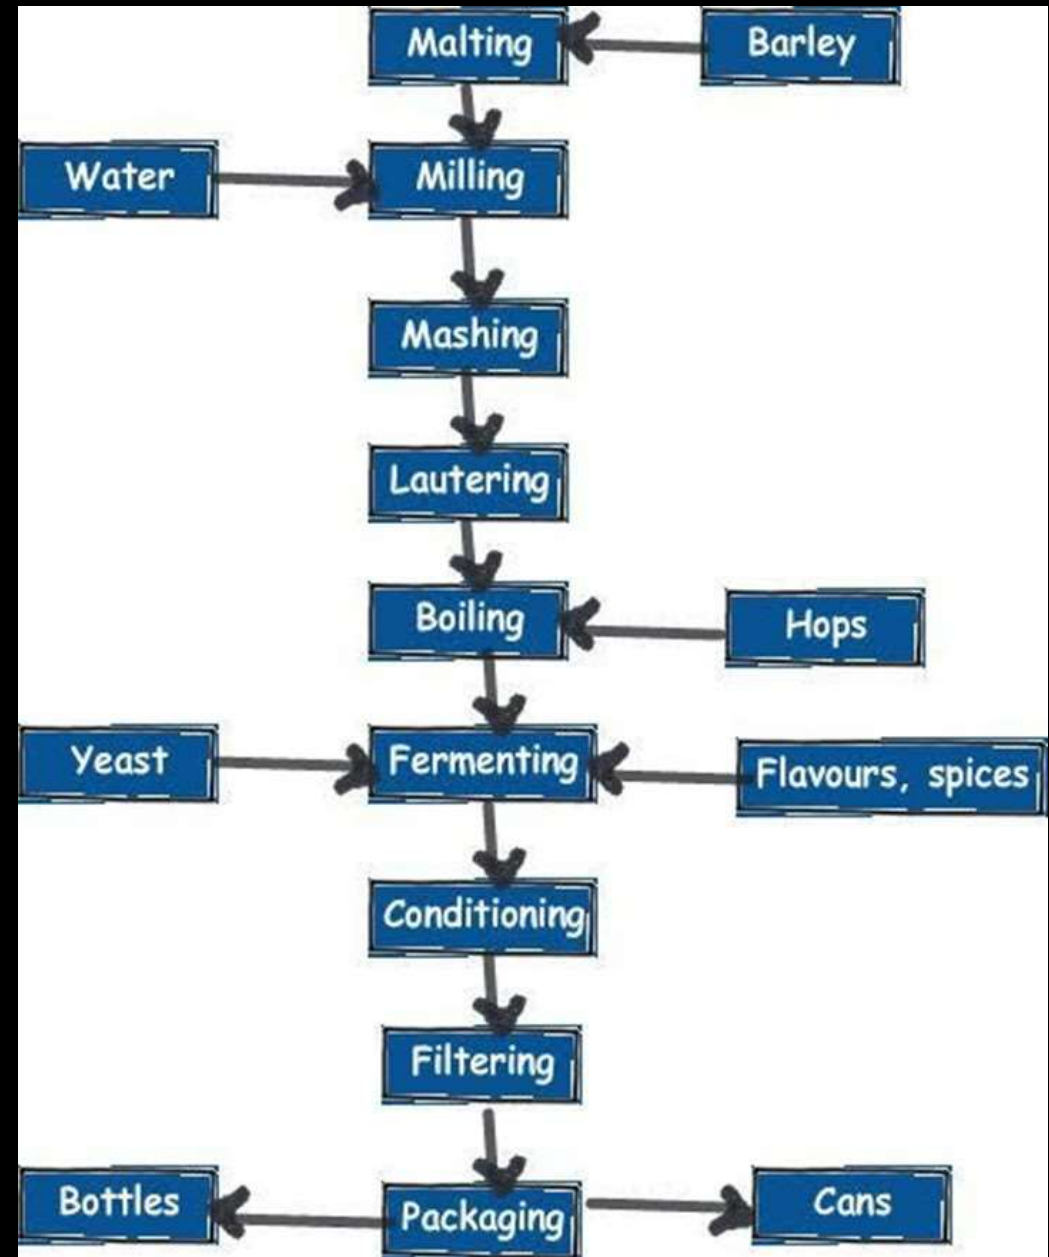 Malting
Barley
Water
Milling
Mashing
Lautering
Boiling
Hops
Yeast
Fermenting
Flavours, spices
Conditioning
Filtering
Bottles
Packaging
Cans